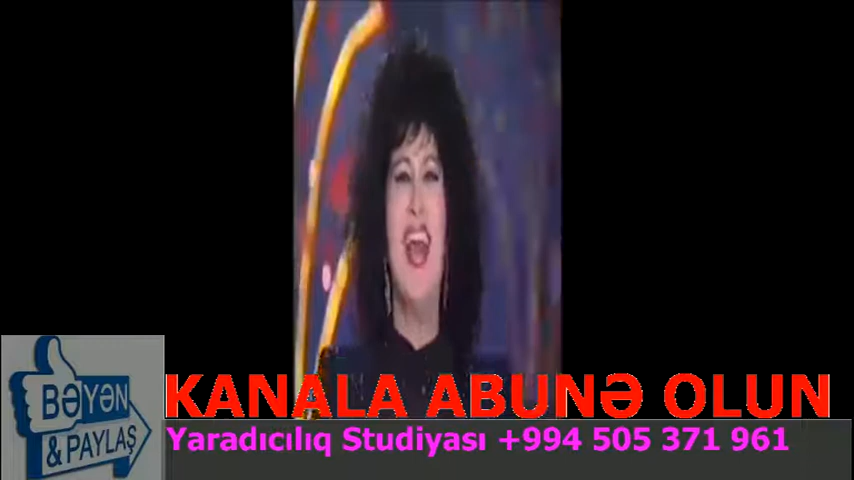 BƏYƏN
& PAYLAŞ
KANALA ABUNƏ OLUN
Yaradıcılıq Studiyası +994 505 371 961